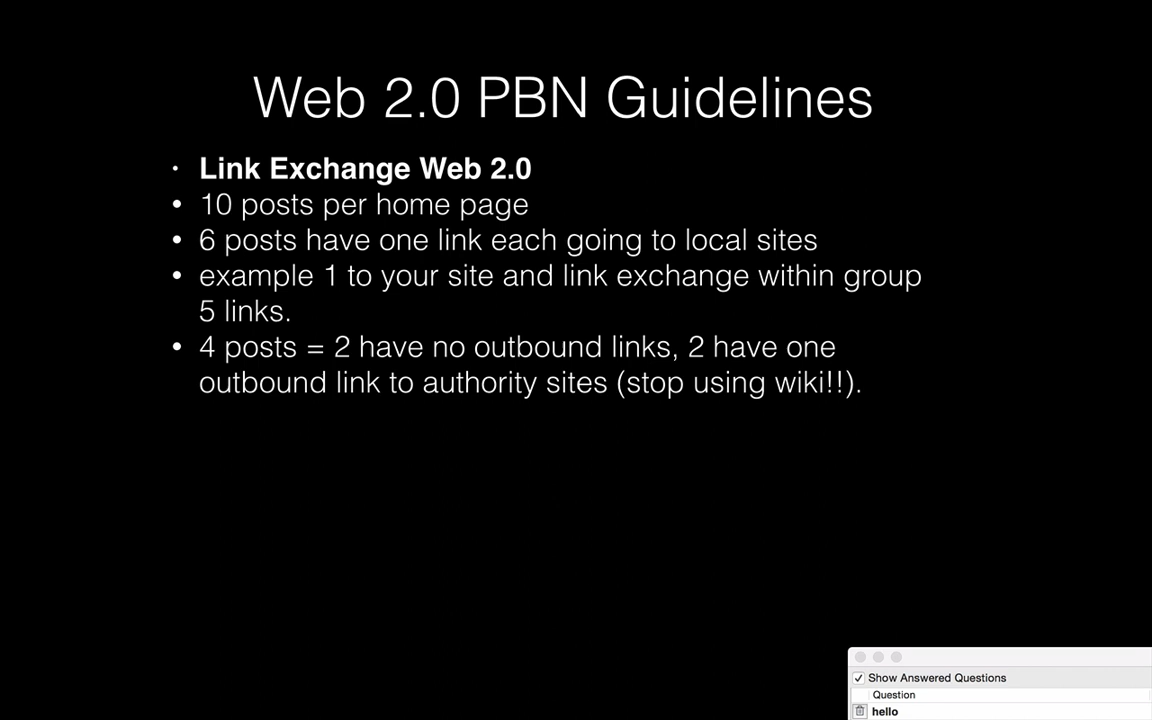 Web 2.0 PBN Guidelines
• Link Exchange Web 2.0
• 10 posts per home page
• 6 posts have one link each going to local sites
• example 1 to your site and link exchange within group
5 links.
• 4 posts = 2 have no outbound links, 2 have one
outbound link to authority sites (stop using wiki!!).
Show Answered Questions
Question
hello